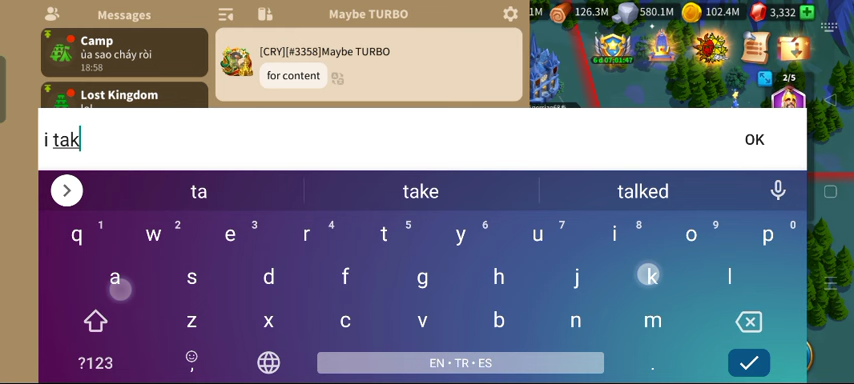 Messages
Maybe TURBO
1M 126.3M 580.1M 102.4M 3,332
Camp
ủa sao cháy rồi
18:58
[CRY][#3358]Maybe TURBO
for content
2/5
Lost Kingdom
i tak
OK
ta take talked
q 1 w 2 e 3 r 4 t 5 y 6 u 7 i 8 o 9 p 0
a s d f g h j k l
z x c v b n m
?123 , EN • TR • ES .